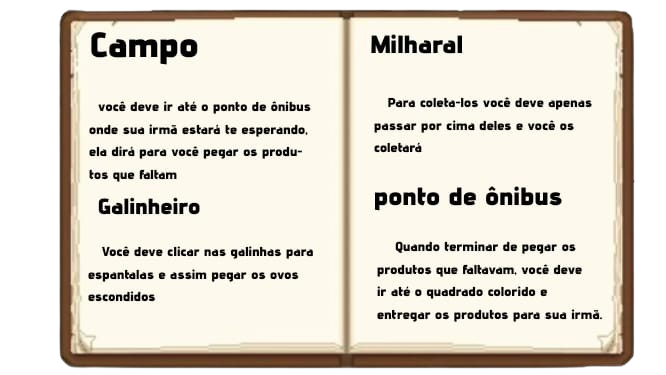 Campo
você deve ir até o ponto de ônibus
onde sua irmã estará te esperando,
ela dirá para você pegar os produ-
tos que faltam
Galinheiro
Você deve clicar nas galinhas para
espantalas e assim pegar os ovos
escondidos
Milharal
Para coleta-los você deve apenas
passar por cima deles e você os
coletará
ponto de ônibus
Quando terminar de pegar os
produtos que faltavam, você deve
ir até o quadrado colorido e
entregar os produtos para sua irmã.